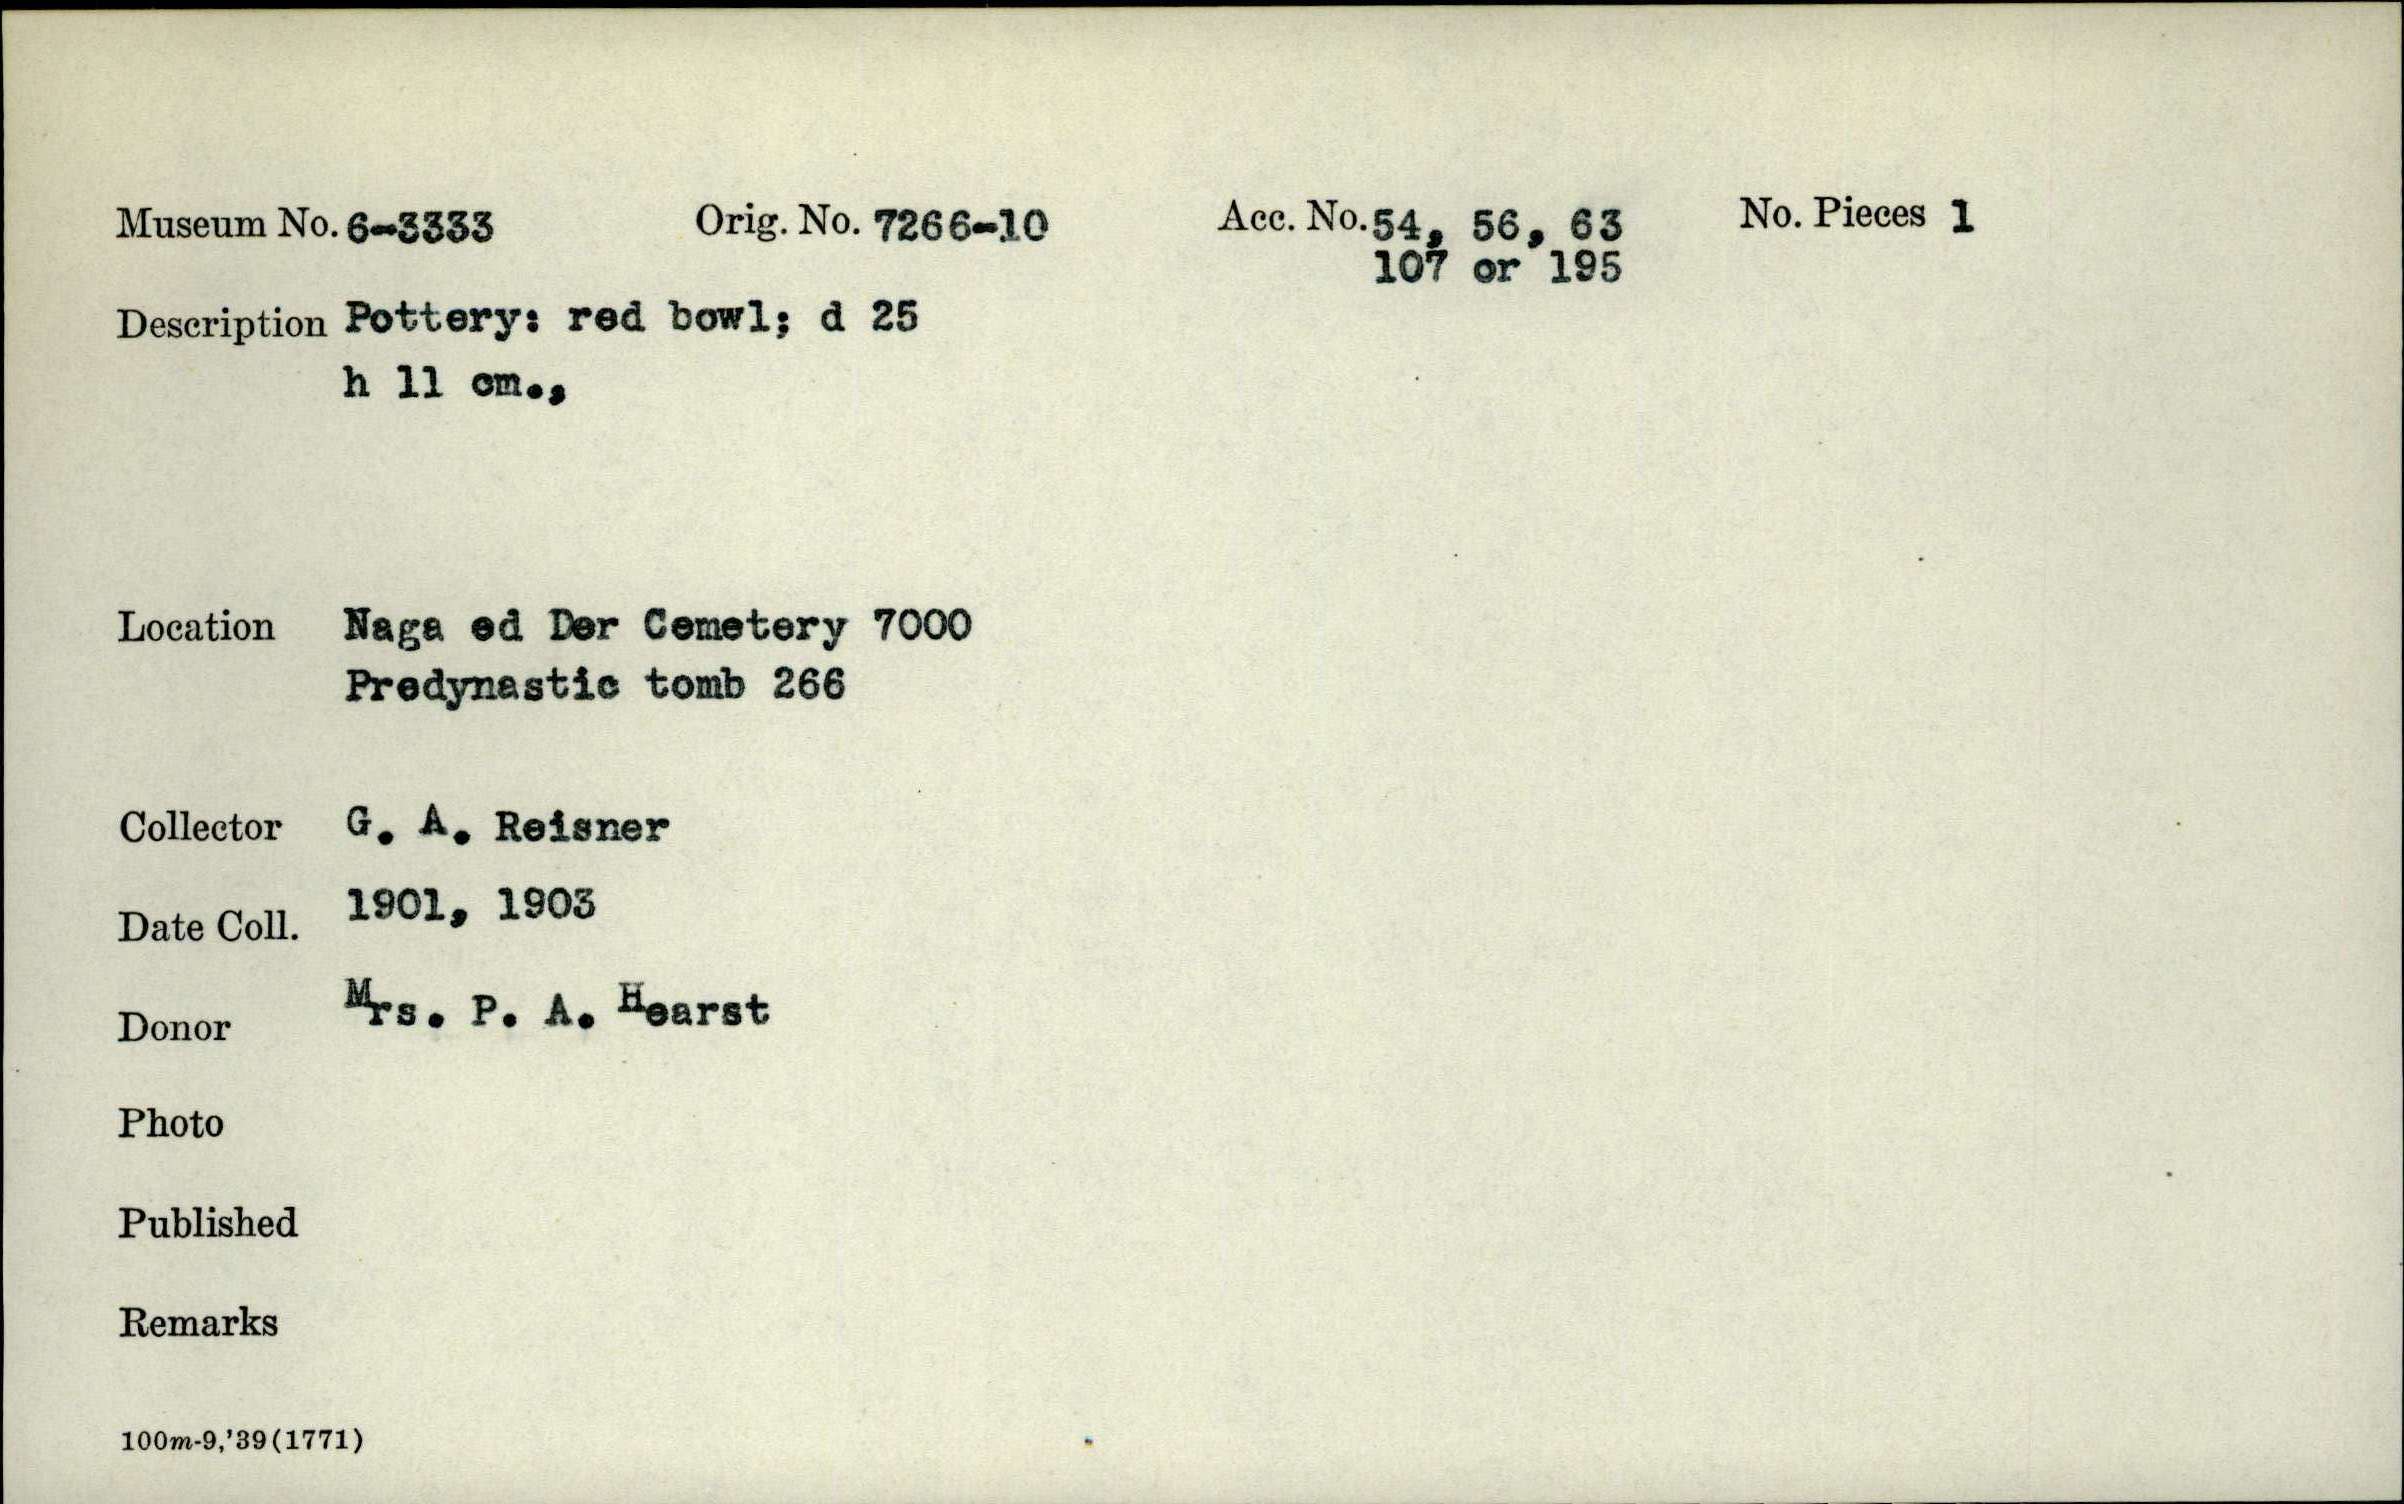 Museum No. 6-3333 Orig. No. 7266-10 Acc. No. 54, 56, 63 No. Pieces 1
107 or 195
Description Pottery: red bowl; d 25
h 11 cm.,
Location Naga ed Der Cemetery 7000
Predynastic tomb 266
Collector G. A. Reisner
Date Coll. 1901, 1903
Donor Mrs. P. A. Hearst
Photo
Published
Remarks
100m-9,'39(1771)